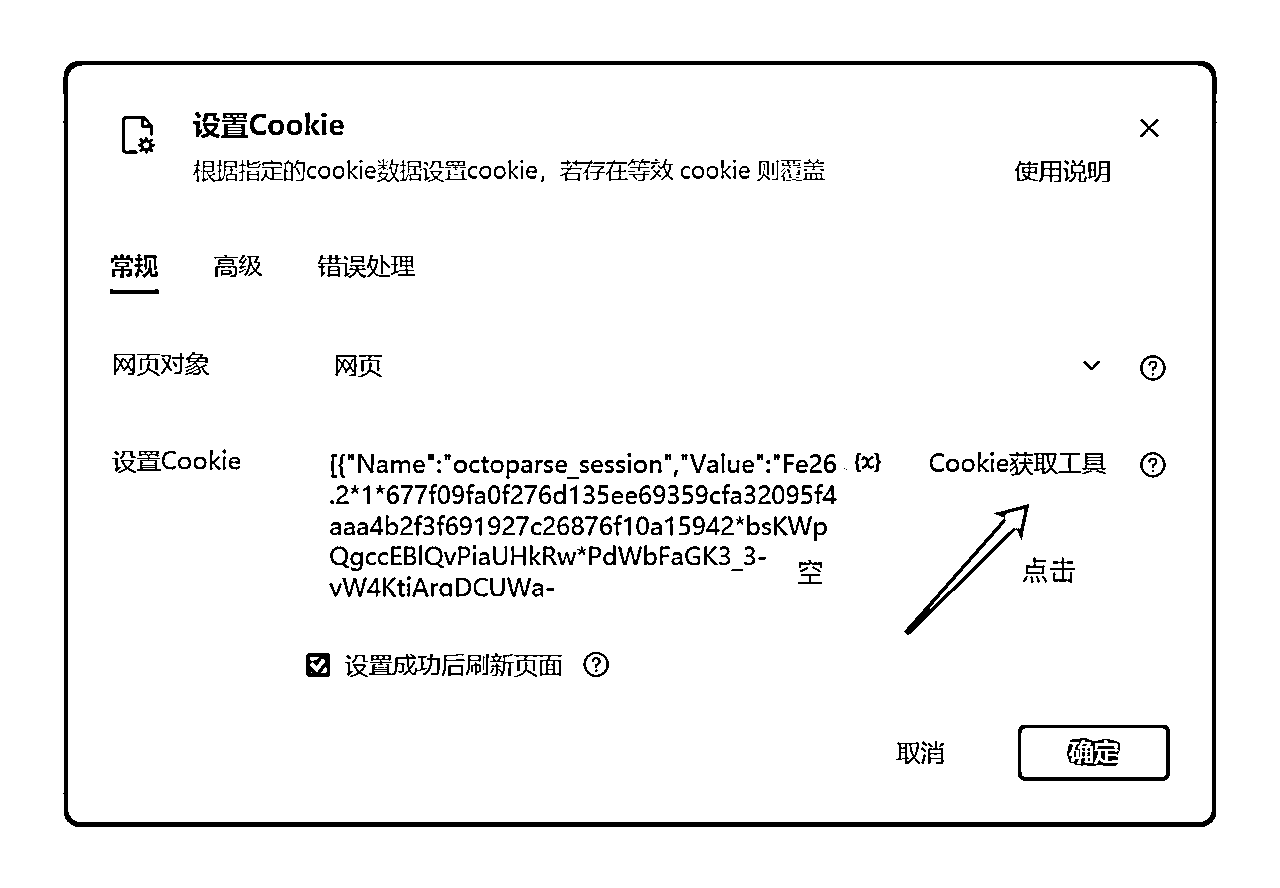 设置Cookie
根据指定的cookie数据设置cookie，若存在等效 cookie 则覆盖
使用说明
常规 高级 错误处理
网页对象 网页
设置Cookie
[{"Name":"octoparse_session","Value":"Fe26
.2*1*677f09fa0f276d135ee69359cfa32095f4
aaa4b2f3f691927c26876f10a15942*bsKWp
QgccEBlQvPiaUHkRw*PdWbFaGK3_3-
vW4KtiAraDCUWa-
{x}
Cookie获取工具
空
点击
设置成功后刷新页面
取消 确定